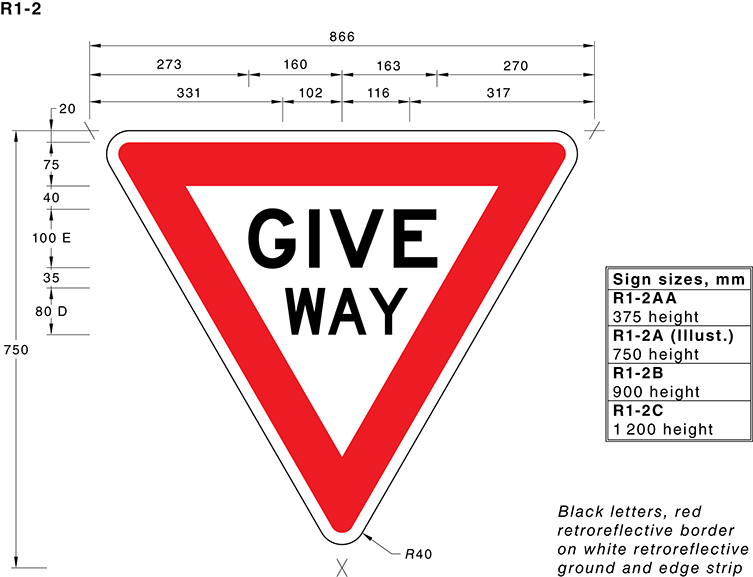 R1-2
866
273 160 163 270
331 102 116 317
20
75
40
100 E
35
80 D
750
GIVE
WAY
R40
X
Sign sizes, mm
R1-2AA
375 height
R1-2A (Illust.)
750 height
R1-2B
900 height
R1-2C
1 200 height
Black letters, red
retroreflective border
on white retroreflective
ground and edge strip